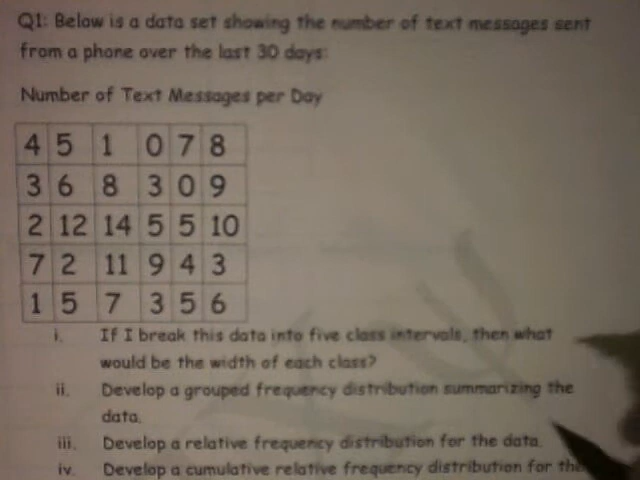 Q1: Below is a data set showing the number of text messages sent
from a phone over the last 30 days:
Number of Text Messages per Day
4 5 1 0 7 8
3 6 8 3 0 9
2 12 14 5 5 10
7 2 11 9 4 3
1 5 7 3 5 6
i. If I break this data into five class intervals, then what
would be the width of each class?
ii. Develop a grouped frequency distribution summarizing the
data.
iii. Develop a relative frequency distribution for the data.
iv. Develop a cumulative relative frequency distribution for the